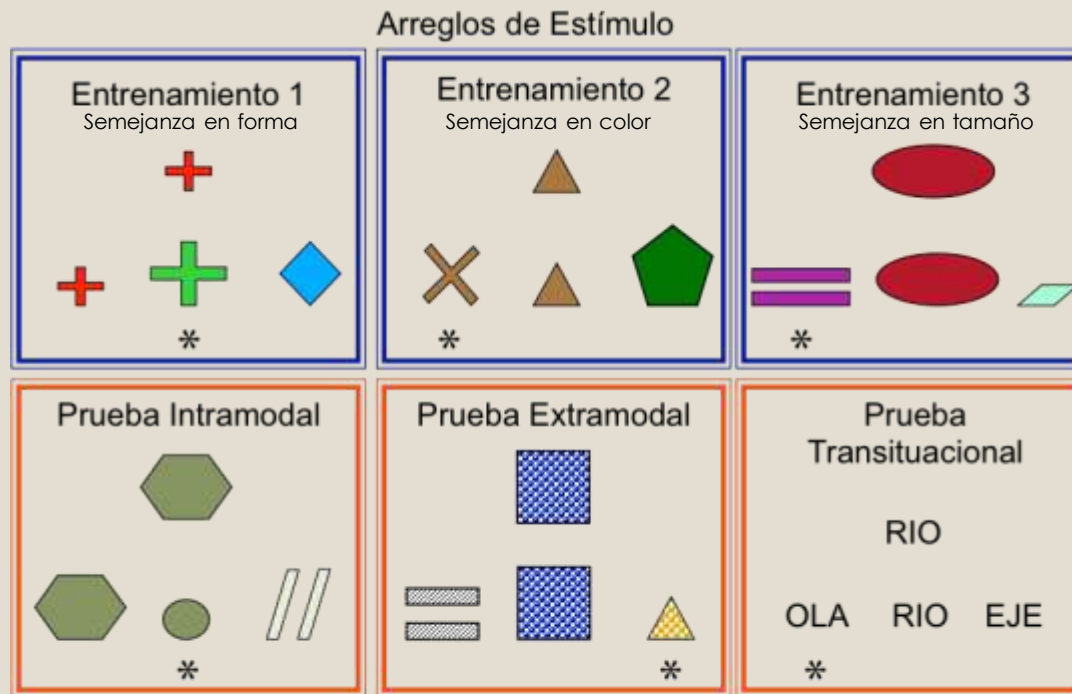 Arreglos de Estímulo
Entrenamiento 1
Semejanza en forma
*
Entrenamiento 2
Semejanza en color
*
Entrenamiento 3
Semejanza en tamaño
*
Prueba Intramodal
*
Prueba Extramodal
*
Prueba
Transituacional
RIO
OLA RIO EJE
*